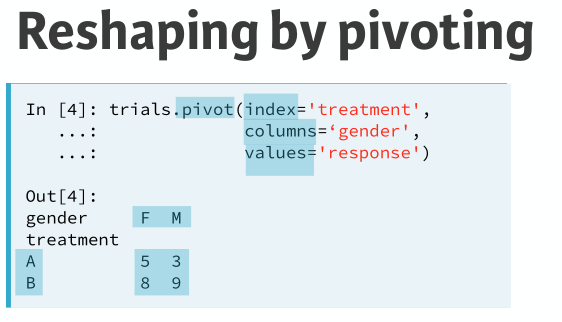 Reshaping by pivoting
In [4]: trials.pivot(index='treatment',
...: columns=‘gender',
...: values='response')
Out[4]:
gender F M
treatment
A 5 3
B 8 9